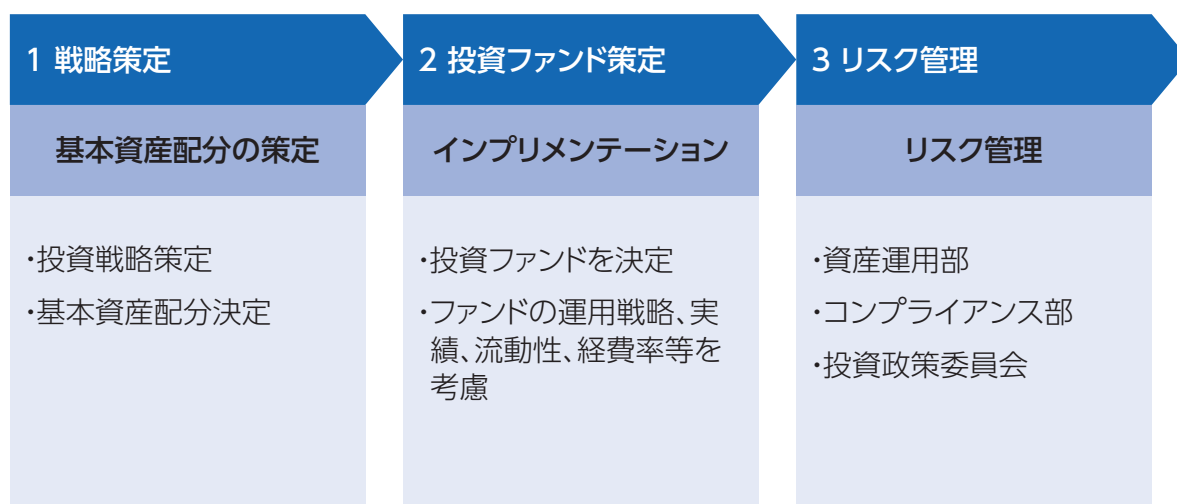 1 戦略策定
基本資産配分の策定
・投資戦略策定
・基本資産配分決定
2 投資ファンド策定
インプリメンテーション
・投資ファンドを決定
・ファンドの運用戦略、実
績、流動性、経費率等を
考慮
3 リスク管理
リスク管理
・資産運用部
・コンプライアンス部
・投資政策委員会